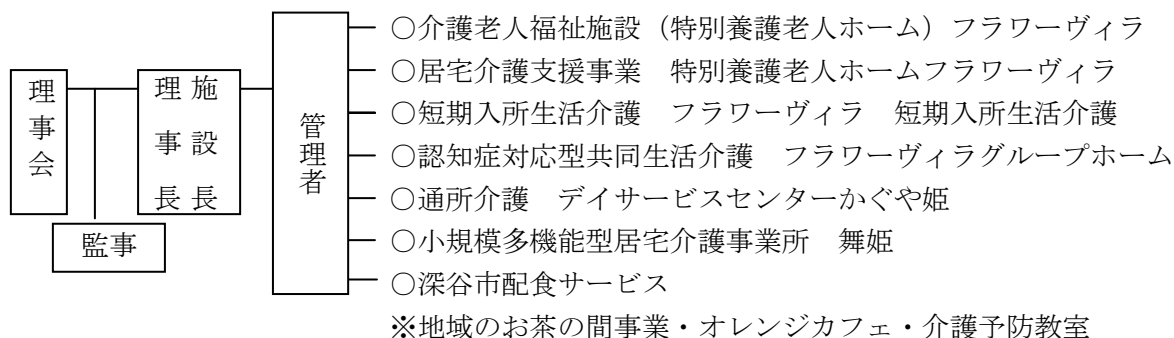 理事会
監事
理事長
施設長
管理者
○介護老人福祉施設（特別養護老人ホーム）フラワーヴィラ
○居宅介護支援事業　特別養護老人ホームフラワーヴィラ
○短期入所生活介護　フラワーヴィラ　短期入所生活介護
○認知症対応型共同生活介護　フラワーヴィラグループホーム
○通所介護　デイサービスセンターかぐや姫
○小規模多機能型居宅介護事業所　舞姫
○深谷市配食サービス
※地域のお茶の間事業・オレンジカフェ・介護予防教室